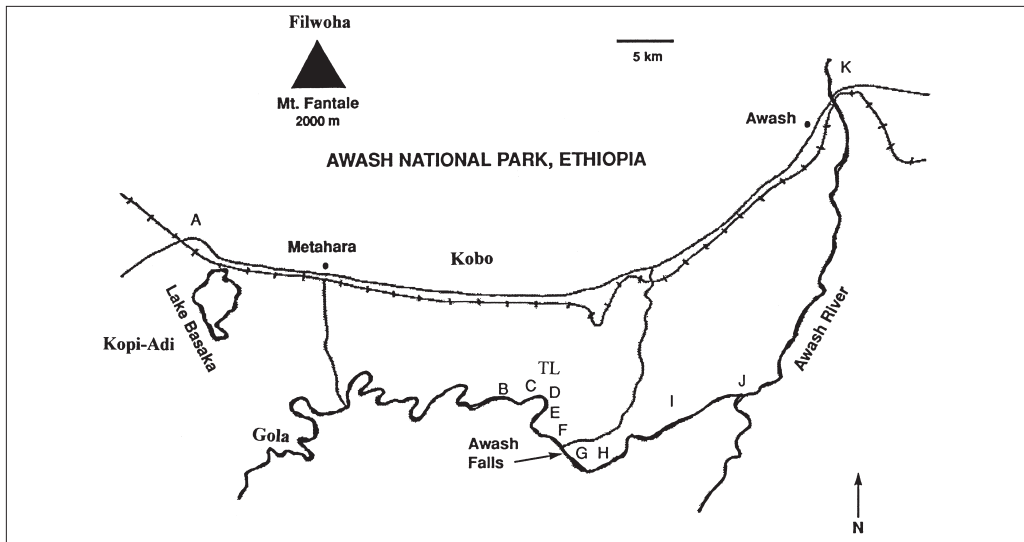 Filwoha
5 km
Mt. Fantale
2000 m
K
Awash
AWASH NATIONAL PARK, ETHIOPIA
A
Metahara
Kobo
Lake Basaka
Awash River
Kopi-Adi
TL
B
C
D
J
E
I
F
Gola
Awash
Falls
G
H
N